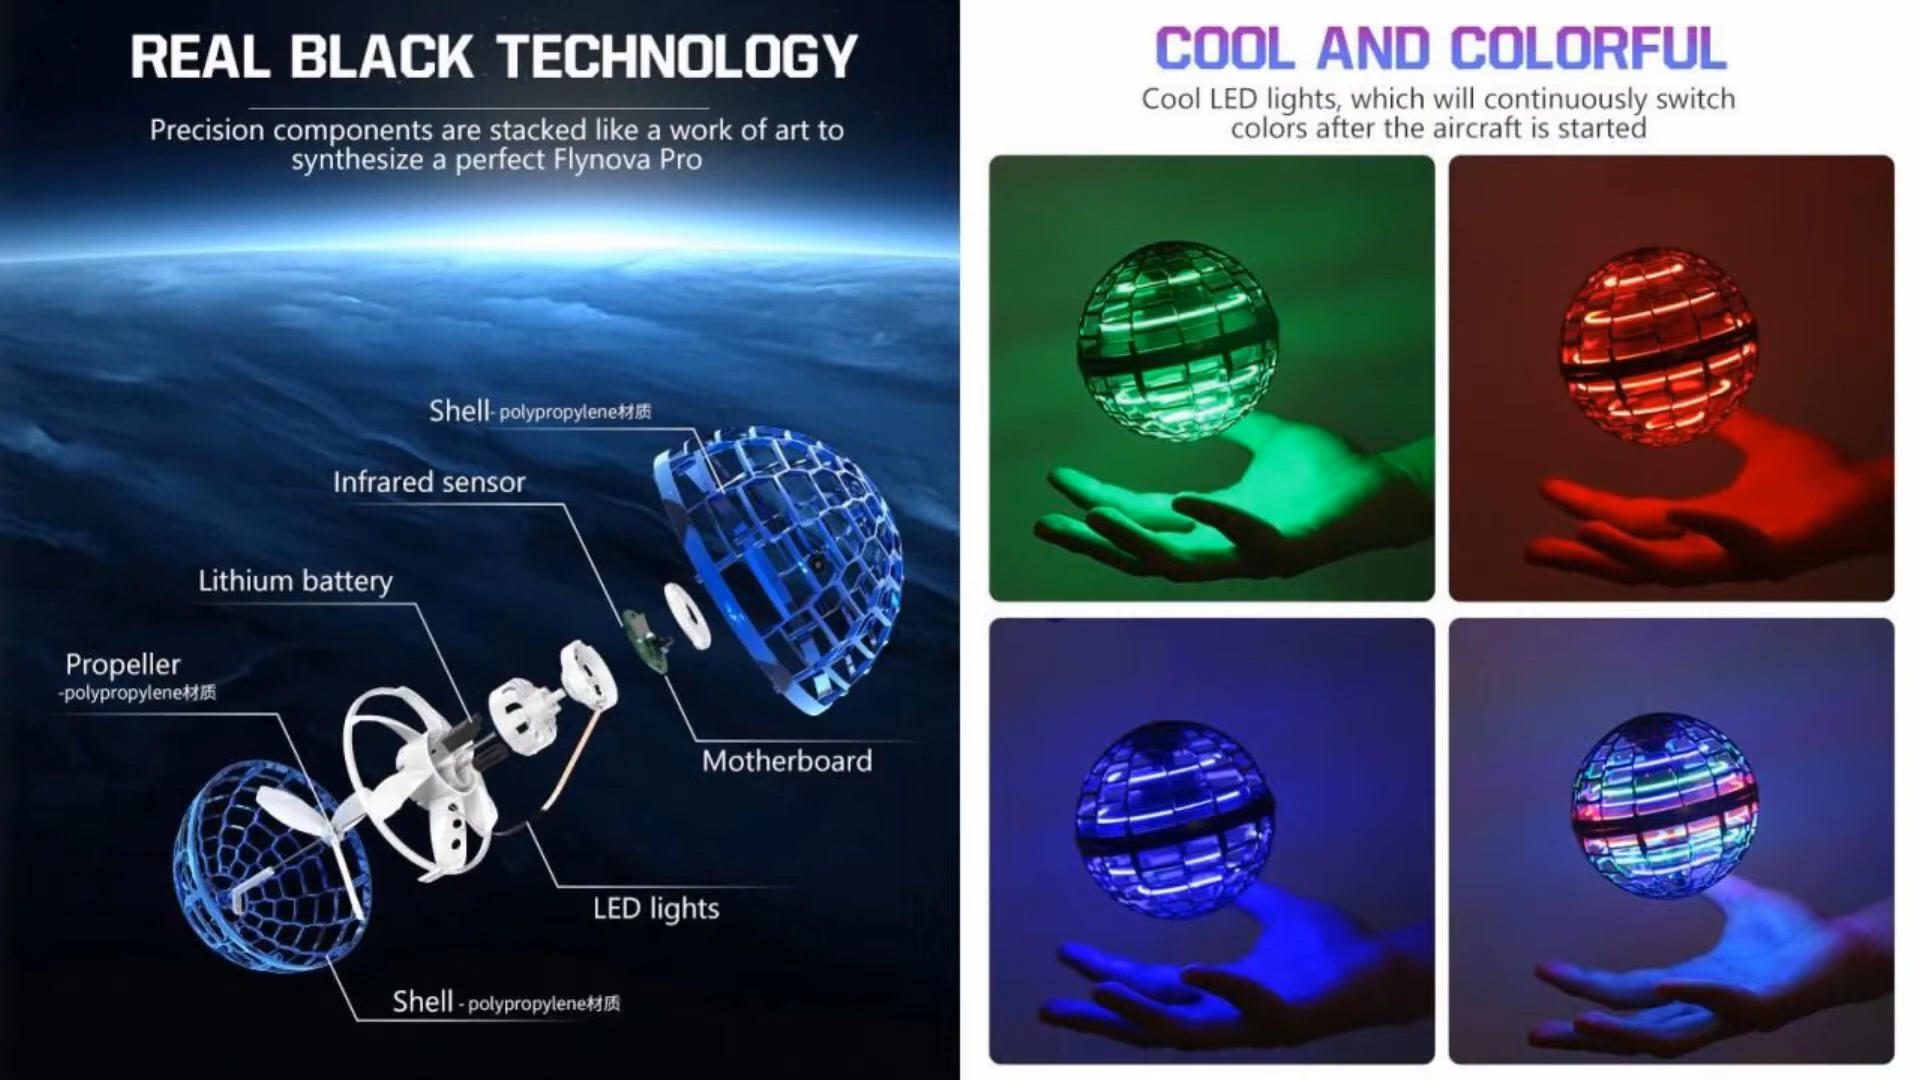 REAL BLACK TECHNOLOGY
Precision components are stacked like a work of art to
synthesize a perfect Flynova Pro
Shell- polypropylene材质
Infrared sensor
Lithium battery
Propeller
-polypropylene材质
Motherboard
LED lights
Shell - polypropylene材质
COOL AND COLORFUL
Cool LED lights, which will continuously switch
colors after the aircraft is started